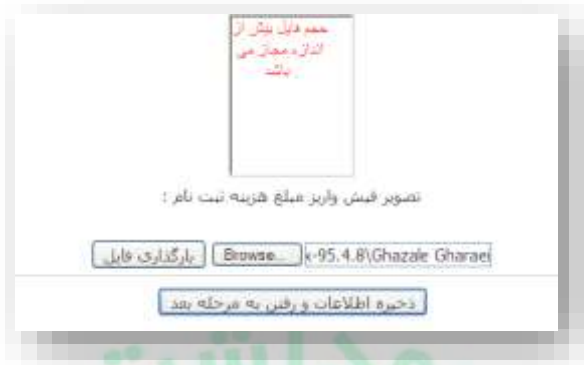 حجم فایل بیش از
اندازه مجاز می
باشد
تصویر فیش واریز مبلغ هزینه ثبت نام :
بارگذاری فایل Browse... x-95.4.8\Ghazale Gharaei
ذخیره اطلاعات و رفتن به مرحله بعد